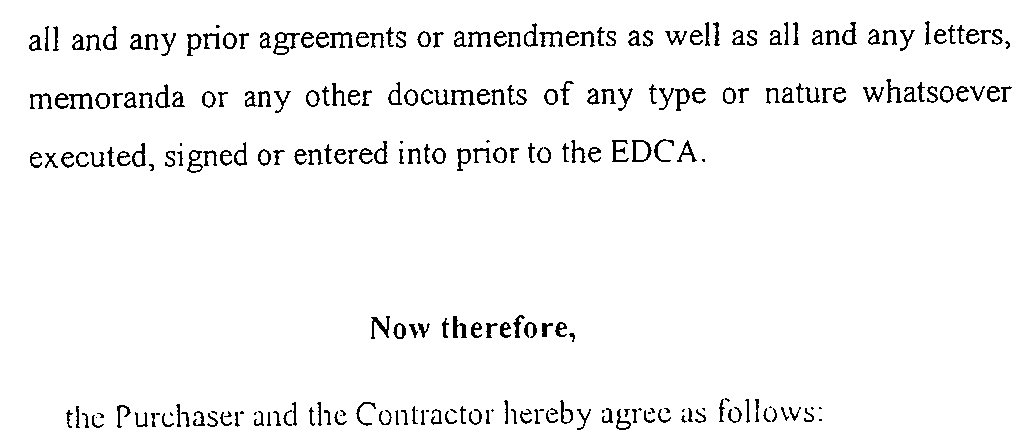 all and any prior agreements or amendments as well as all and any letters,
memoranda or any other documents of any type or nature whatsoever
executed, signed or entered into prior to the EDCA.
Now therefore,
the Purchaser and the Contractor hereby agree as follows: